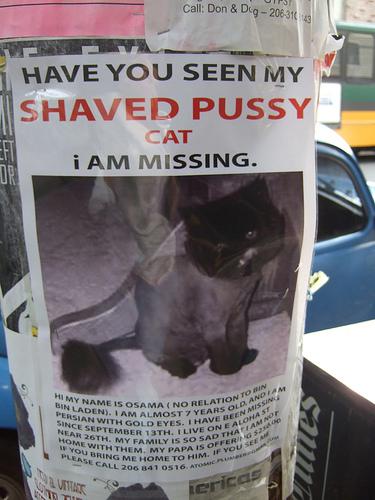 Call: Don & Dog - 206-310-
HAVE YOU SEEN MY
SHAVED PUSSY
CAT
i AM MISSING.
HI MY NAME IS OSAMA ( NO RELATION TO BIN
BIN LADEN). I AM ALMOST 7 YEARS OLD, AND I AM
PERSIAN WITH GOLD EYES. I HAVE BEEN MISSING
SINCE SEPTEMBER 13TH. I LIVE ON ALOHA ST
NEAR 26TH. MY FAMILY IS SO SAD THAT I AM NOT
HOME WITH THEM. MY PAPA IS OFFERING $250.00
IF YOU BRING ME HOME TO HIM. IF YOU SEE ME
PLEASE CALL 206 841 0516.
ericas